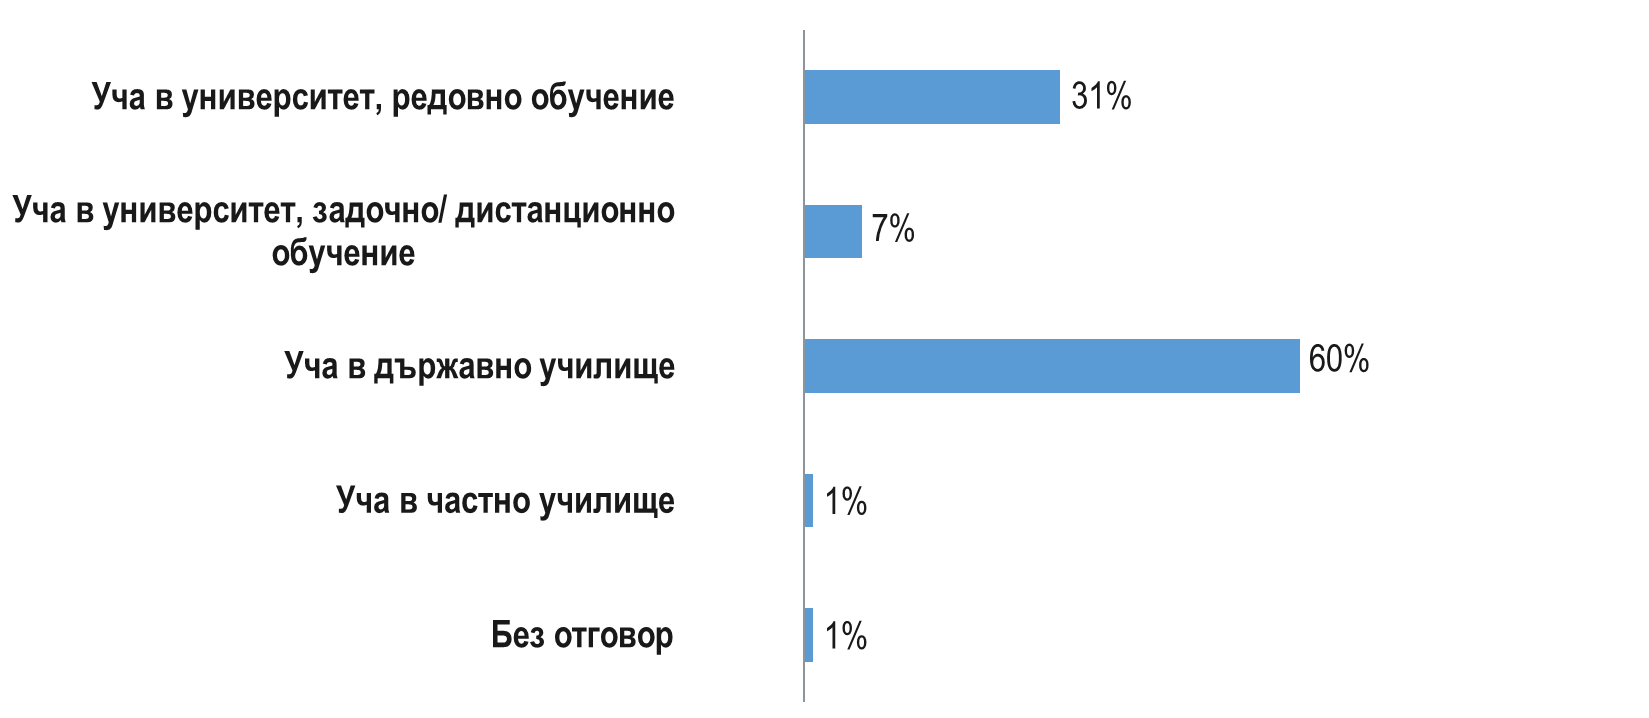 Уча в университет, редовно обучение
31%
Уча в университет, задочно/ дистанционно
обучение
7%
Уча в държавно училище
60%
Уча в частно училище
1%
Без отговор
1%